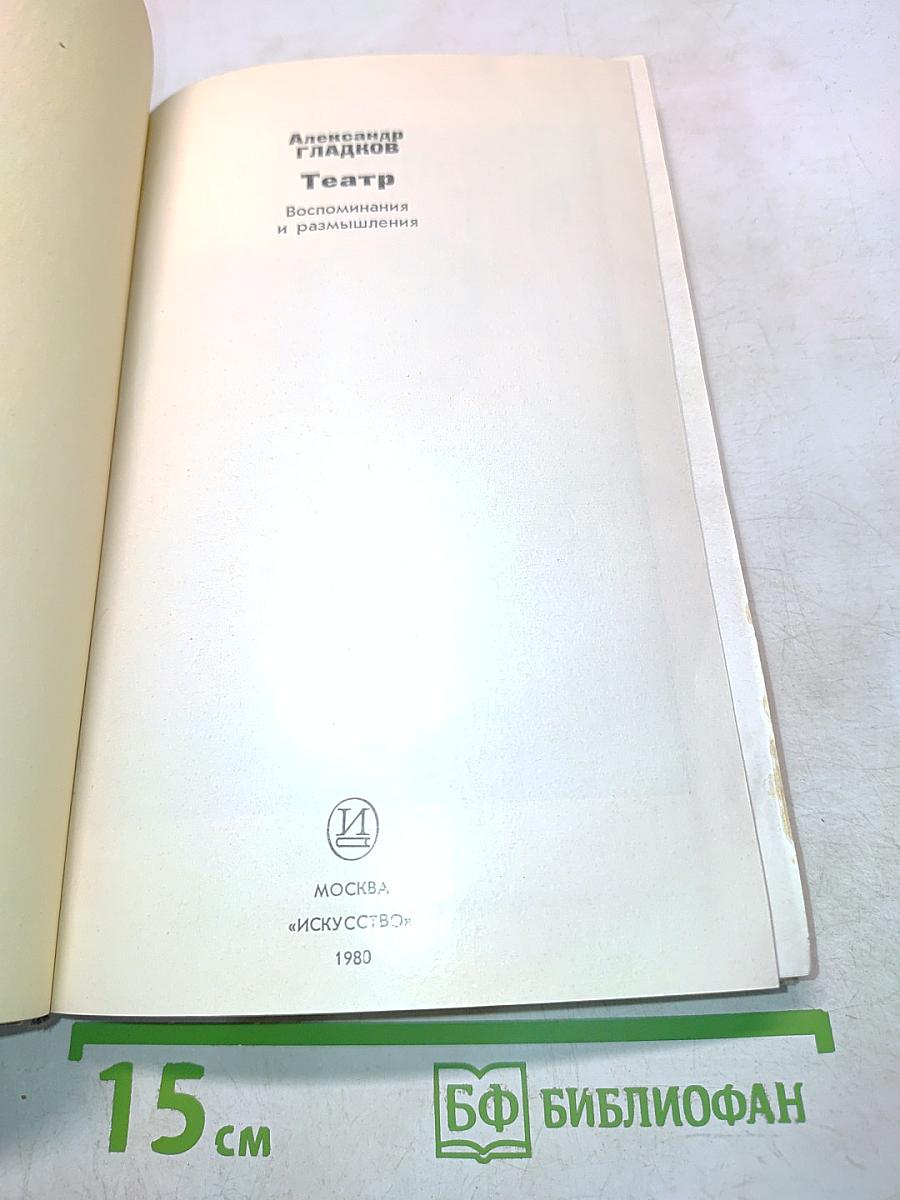 Александр
ГЛАДКОВ
Театр
Воспоминания
и размышления
И
МОСКВА
«ИСКУССТВО»
1980
15 см
БФ БИБЛИОФАН